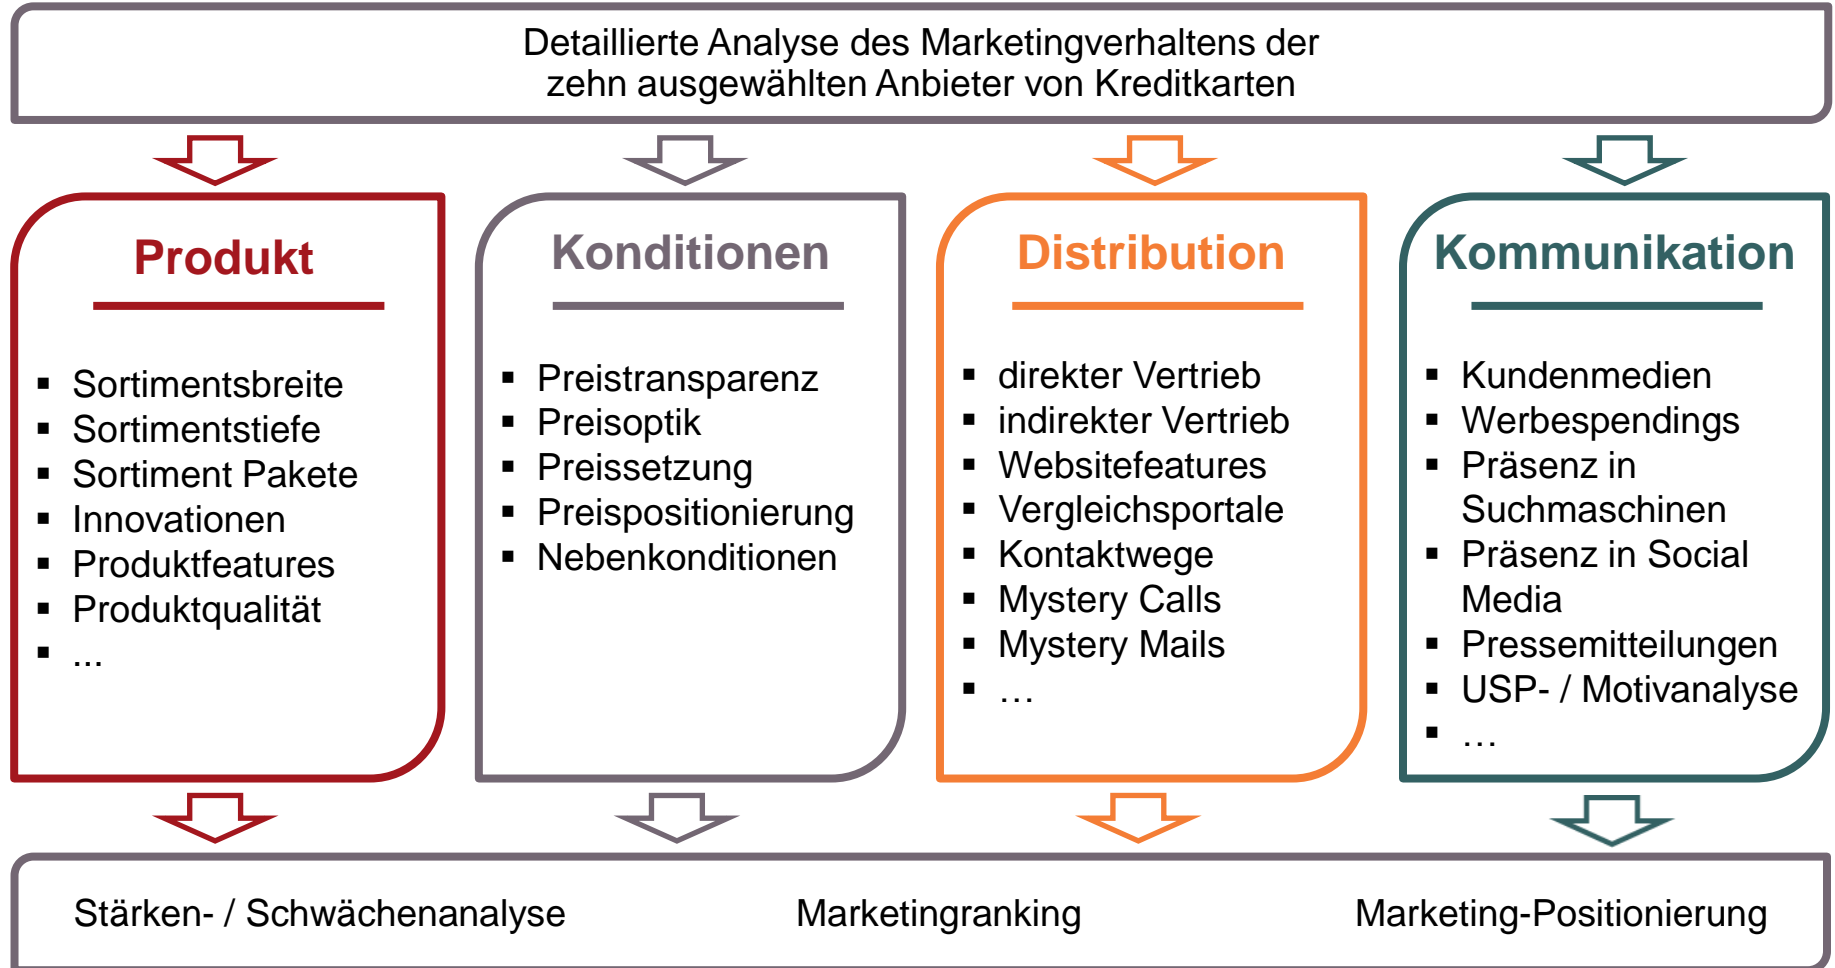 Detaillierte Analyse des Marketingverhaltens der
zehn ausgewählten Anbieter von Kreditkarten
Produkt
▪ Sortimentsbreite
▪ Sortimentstiefe
▪ Sortiment Pakete
▪ Innovationen
▪ Produktfeatures
▪ Produktqualität
▪ ...
Konditionen
▪ Preistransparenz
▪ Preisoptik
▪ Preissetzung
▪ Preispositionierung
▪ Nebenkonditionen
Distribution
▪ direkter Vertrieb
▪ indirekter Vertrieb
▪ Websitefeatures
▪ Vergleichsportale
▪ Kontaktwege
▪ Mystery Calls
▪ Mystery Mails
▪ …
Kommunikation
▪ Kundenmedien
▪ Werbespendings
▪ Präsenz in
Suchmaschinen
▪ Präsenz in Social
Media
▪ Pressemitteilungen
▪ USP- / Motivanalyse
▪ …
Stärken- / Schwächenanalyse
Marketingranking
Marketing-Positionierung